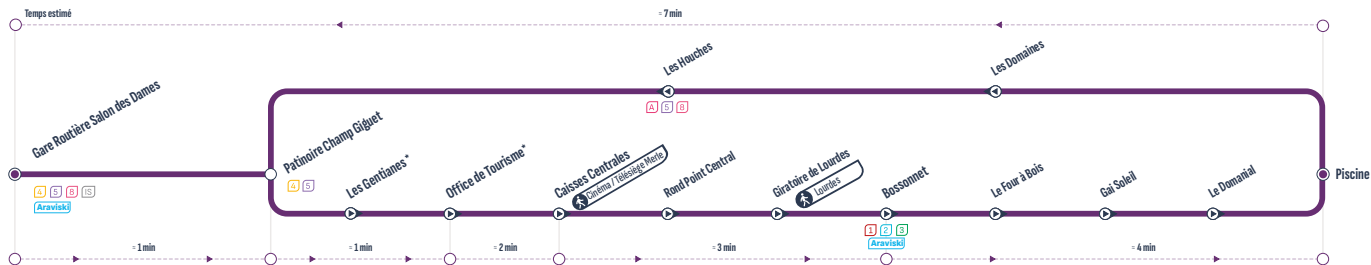 Temps estimé
≈ 7 min
Les Houches
A 5 8
Les Domaines
Gare Routière Salon des Dames
4 5 8 IS
Araviski
Patinoire Champ Giguet
4 5
Les Gentianes*
Office de Tourisme*
Caisses Centrales
Cinéma / Télésiège Merle
Rond Point Central
Giratoire de Lourdes
Lourdes
Bossonnet
1 2 3
Araviski
Le Four à Bois
Gai Soleil
Le Domanial
Piscine
≈ 1 min
≈ 1 min
≈ 2 min
≈ 3 min
≈ 4 min